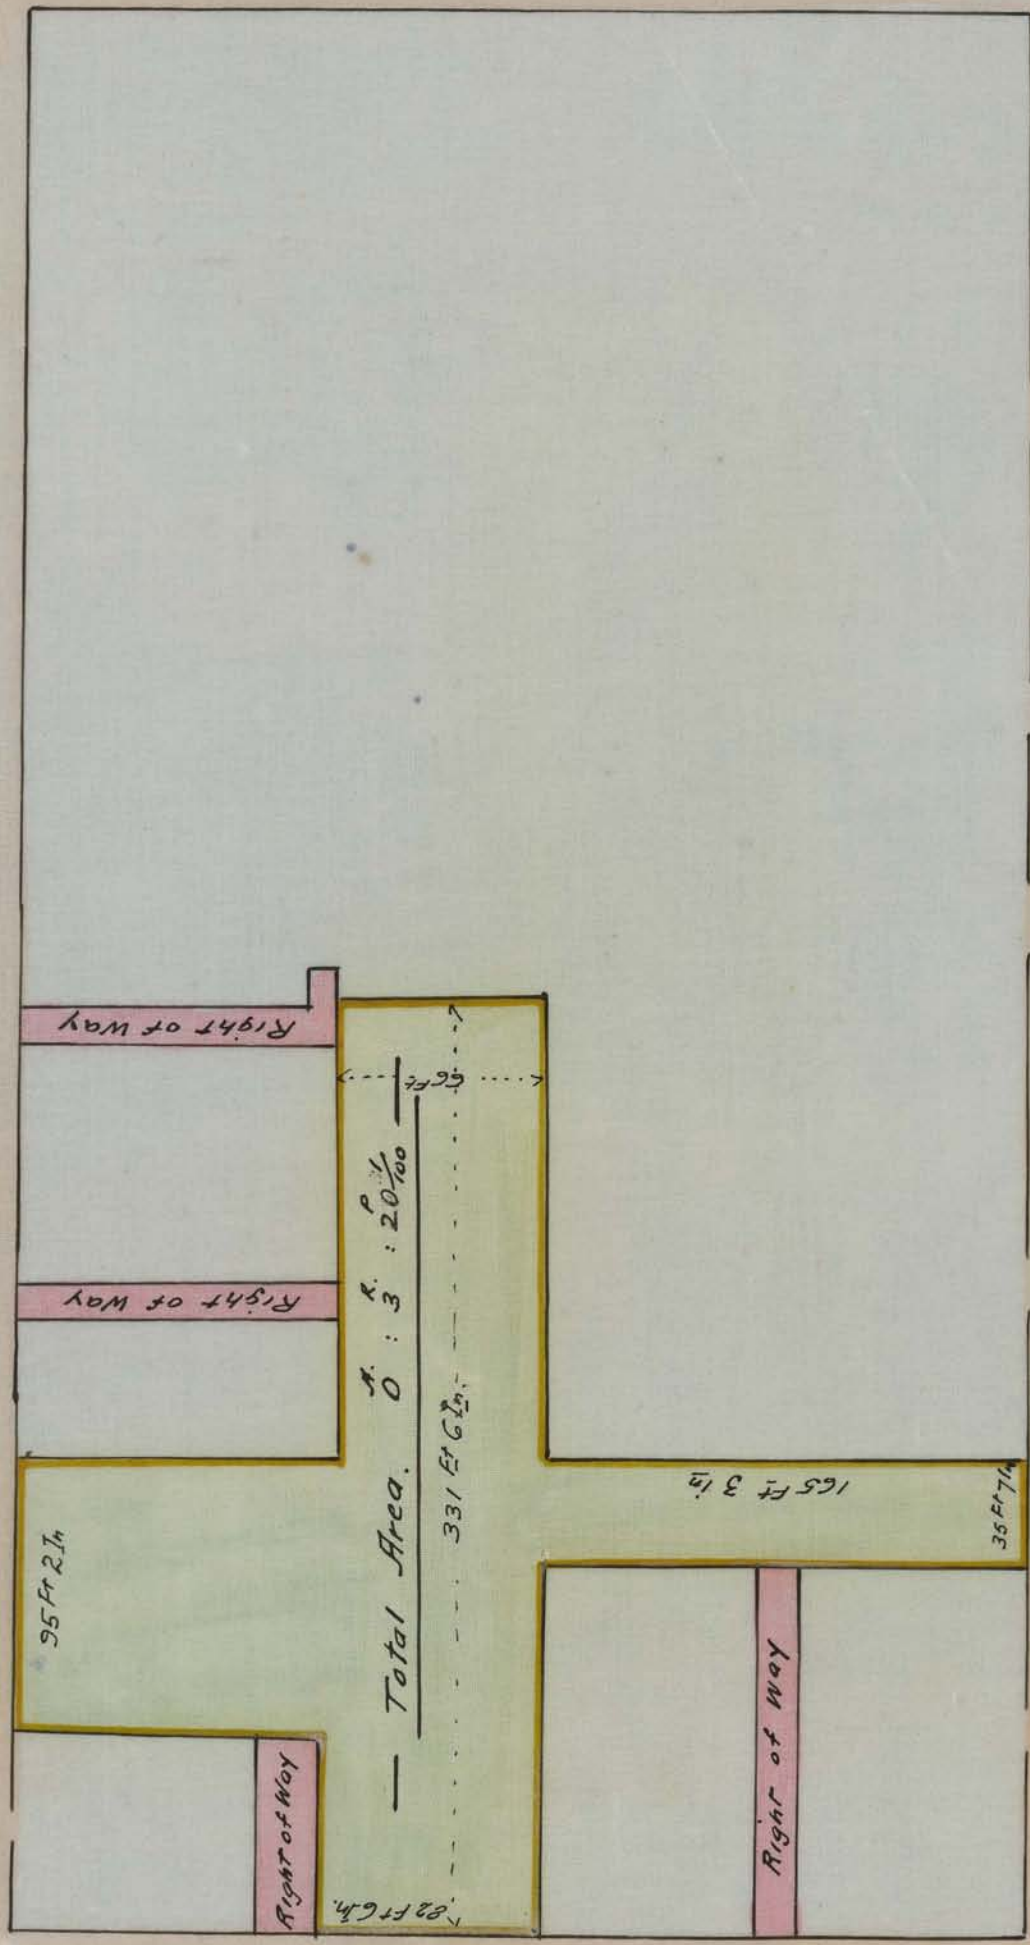 Right of Way
66 Ft
Right of Way
A. R. P
Total Area. 0 : 3 : 20 1/100
331 Ft 6 In.
95 Ft 2 In
165 Ft 3 in
35 Ft 7 In
Right of Way
82 Ft 6 In.
Right of Way